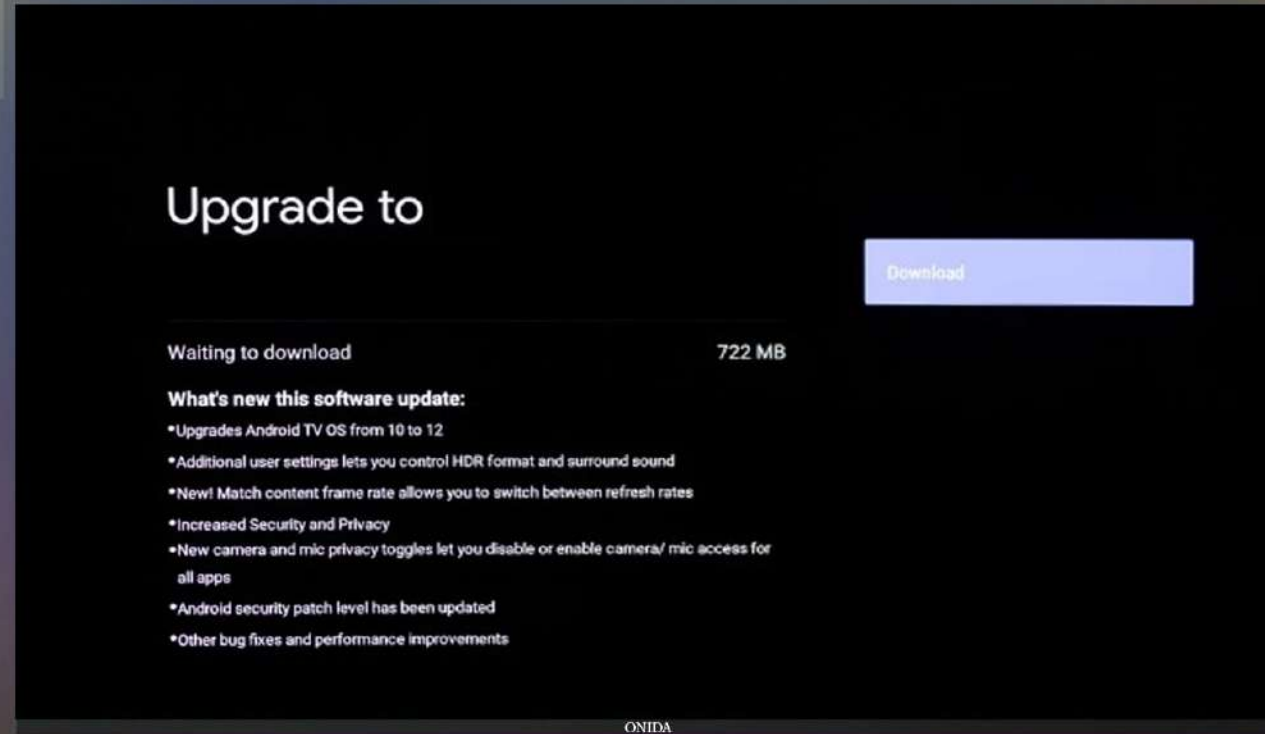 Upgrade to
Download
Waiting to download 722 MB
What's new this software update:
*Upgrades Android TV OS from 10 to 12
*Additional user settings lets you control HDR format and surround sound
*New! Match content frame rate allows you to switch between refresh rates
*Increased Security and Privacy
*New camera and mic privacy toggles let you disable or enable camera/ mic access for
all apps
*Android security patch level has been updated
*Other bug fixes and performance improvements
ONIDA